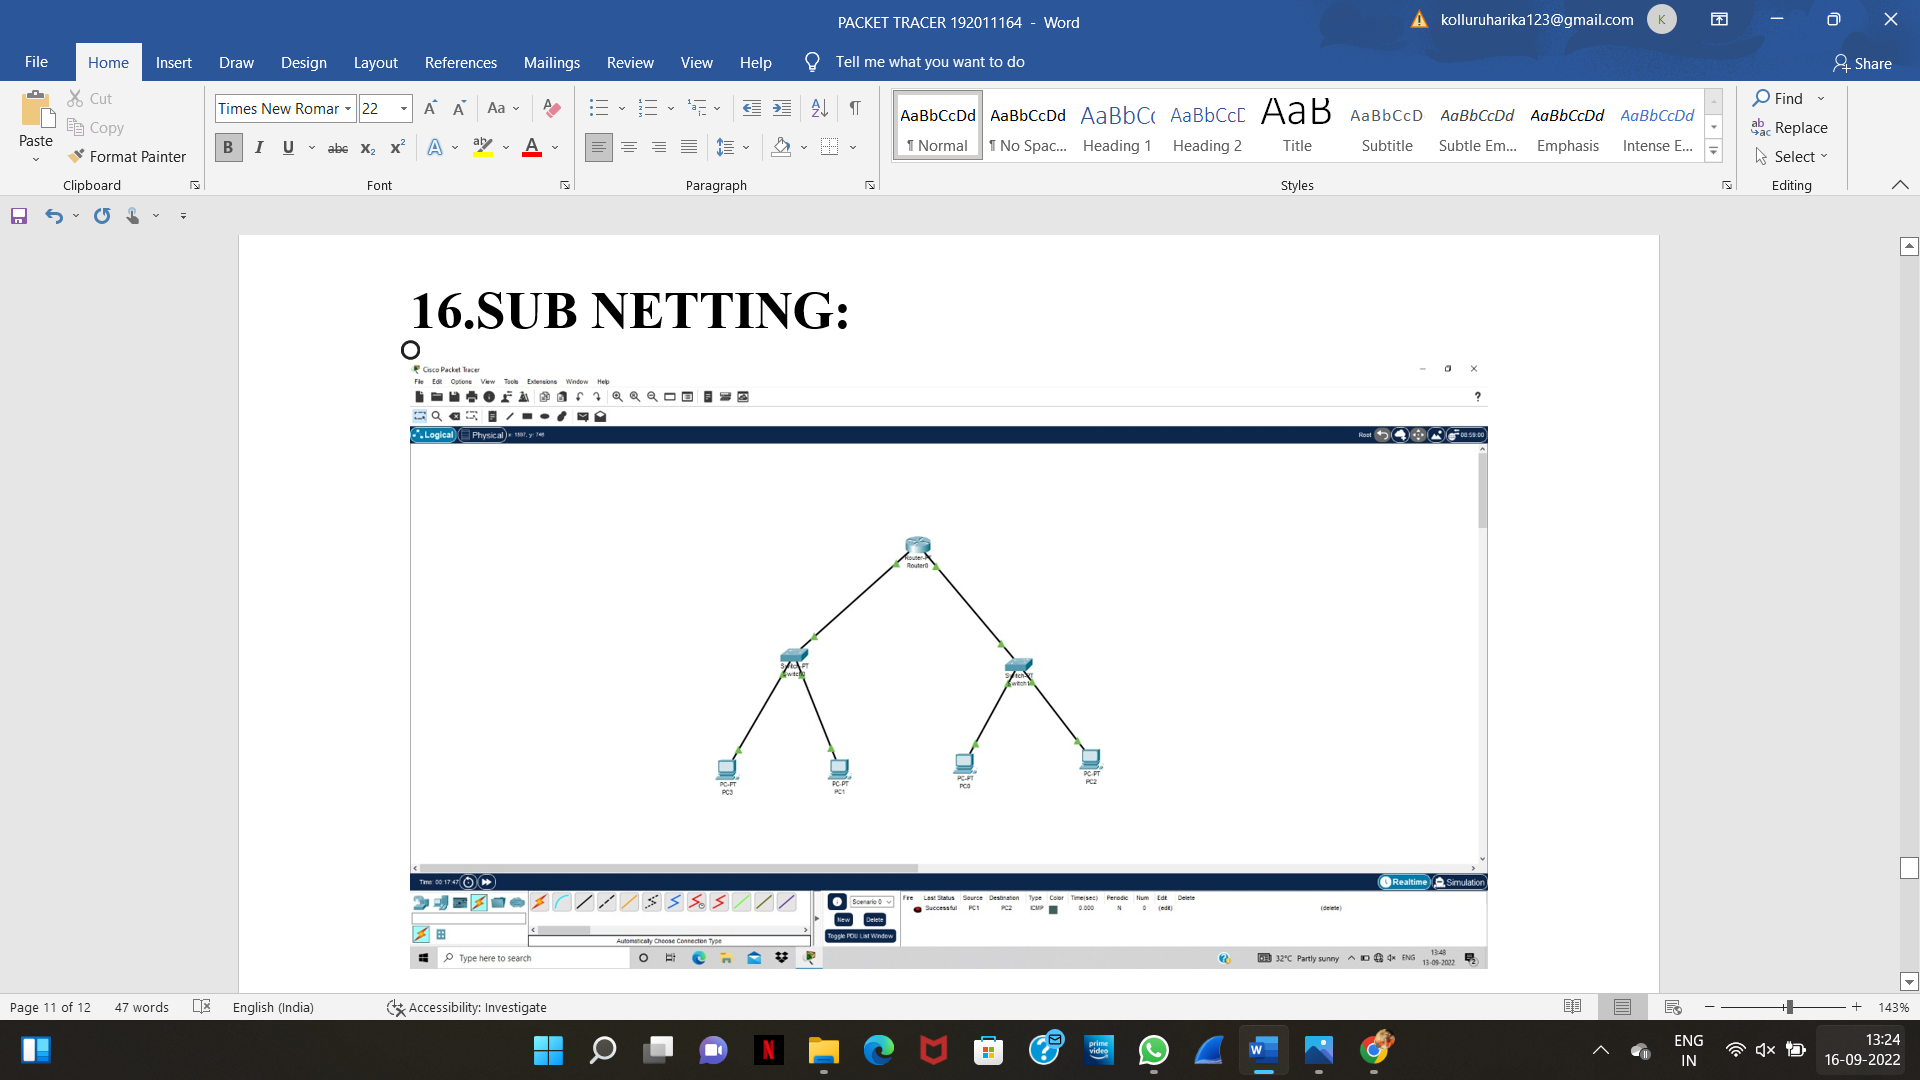 PACKET TRACER 192011164 - Word
kolluruharika123@gmail.com
K
File Home Insert Draw Design Layout References Mailings Review View Help Tell me what you want to do
Share
Cut
Copy
Format Painter
Paste
Clipboard
Times New Roman 22
Font
Paragraph
AaBbCcDd AaBbCcDd AaBbCc AaBbCcD AaB AaBbCcD AaBbCcDd AaBbCcDd AaBbCcDd
¶ Normal ¶ No Spac... Heading 1 Heading 2 Title Subtitle Subtle Em... Emphasis Intense E...
Styles
Find
Replace
Select
Editing
16.SUB NETTING:
Cisco Packet Tracer
File Edit Options View Tools Extensions Window Help
Logical Physical x: 1897, y: 746
Root 08:59:00
Router-PT
Router0
Switch-PT
Switch0
Switch-PT
Switch1
PC-PT
PC3
PC-PT
PC1
PC-PT
PC0
PC-PT
PC2
Time: 00:17:47
Realtime Simulation
Scenario 0
New Delete
Toggle PDU List Window
Fire Last Status Source Destination Type Color Time(sec) Periodic Num Edit Delete
Successful PC1 PC2 ICMP 0.000 N 0 (edit) (delete)
Automatically Choose Connection Type
Type here to search
32°C Partly sunny ENG
13:48
13-09-2022
Page 11 of 12 47 words English (India) Accessibility: Investigate
143%
ENG
IN
13:24
16-09-2022